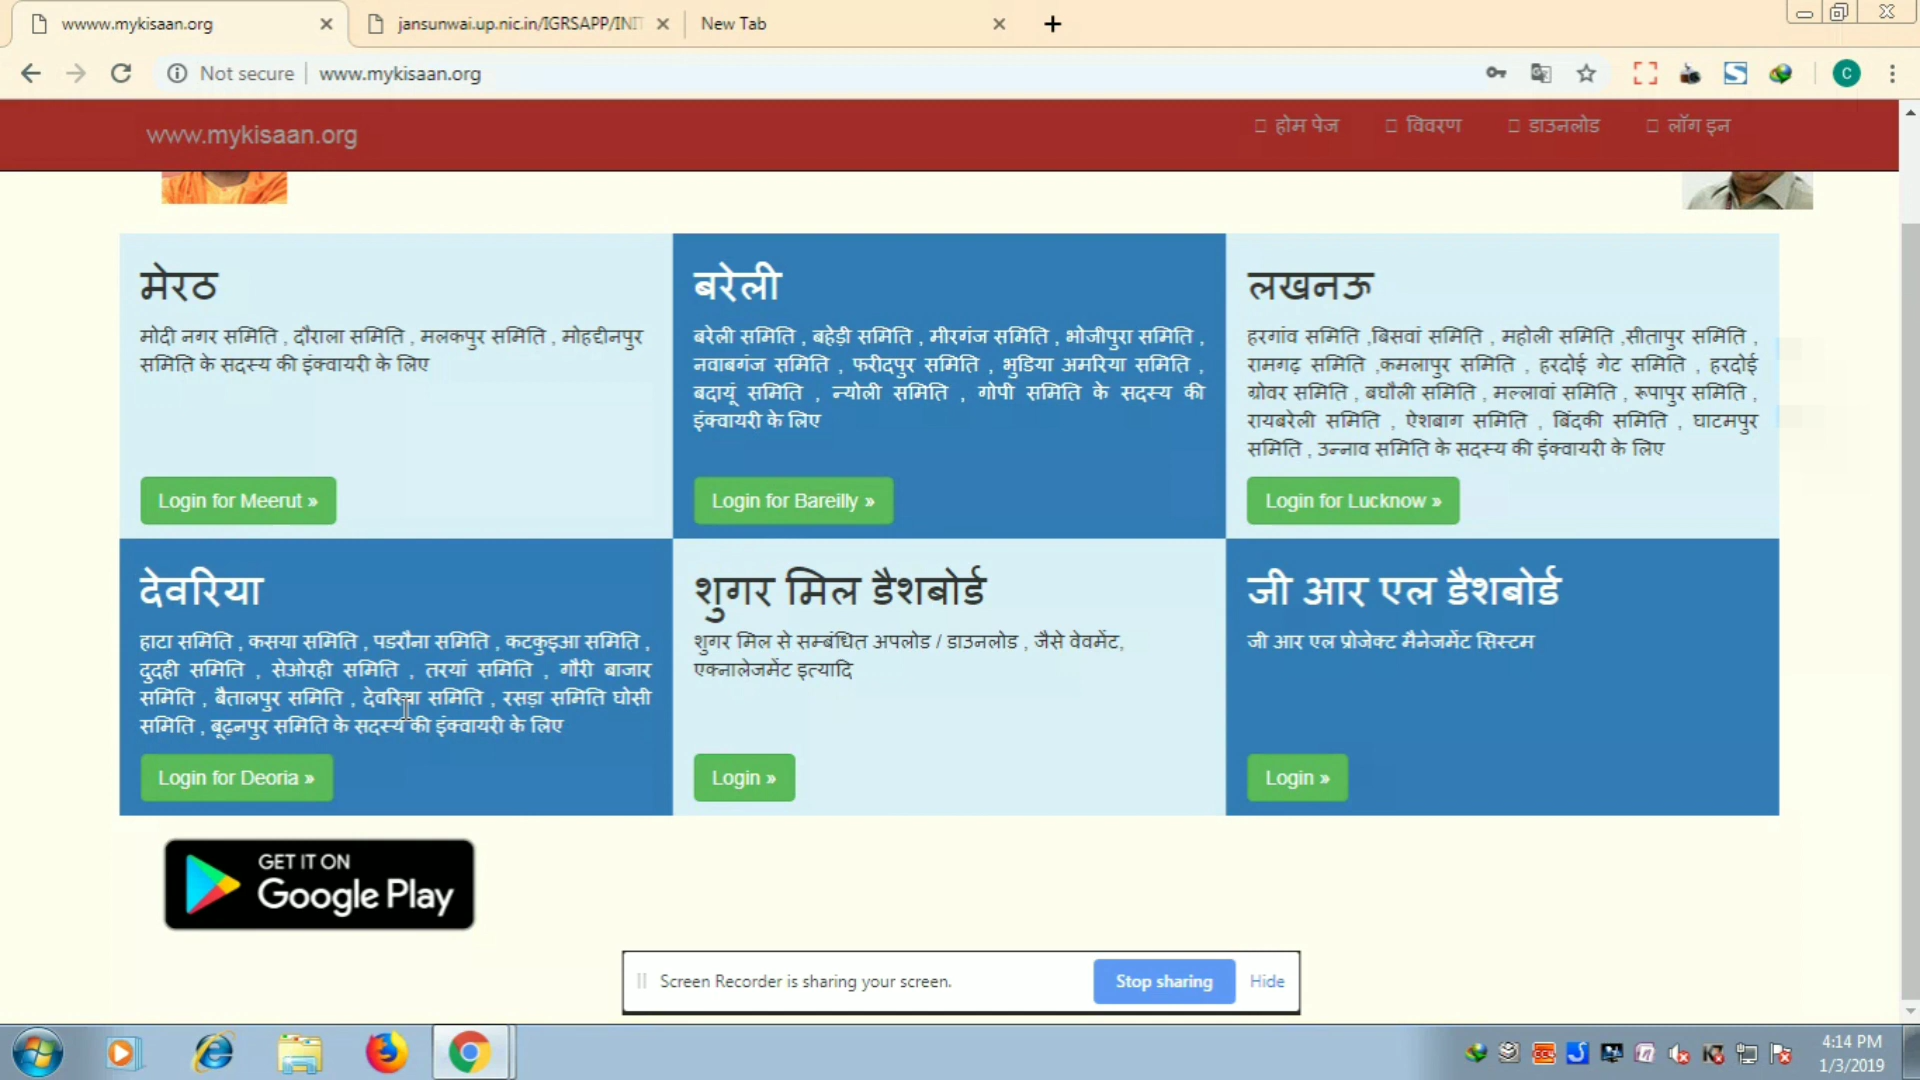 wwww.mykisaan.org
jansunwai.up.nic.in/IGRSAPP/INIT
New Tab
Not secure www.mykisaan.org
C
www.mykisaan.org
होम पेज विवरण डाउनलोड लॉग इन
मेरठ
मोदी नगर समिति , दौराला समिति , मलकपुर समिति , मोहद्दीनपुर
समिति के सदस्य की इंक्वायरी के लिए
Login for Meerut »
बरेली
बरेली समिति , बहेड़ी समिति , मीरगंज समिति , भोजीपुरा समिति ,
नवाबगंज समिति , फरीदपुर समिति , भुडिया अमरिया समिति ,
बदायूं समिति , न्योली समिति , गोपी समिति के सदस्य की
इंक्वायरी के लिए
Login for Bareilly »
लखनऊ
हरगांव समिति ,बिसवां समिति , महोली समिति ,सीतापुर समिति ,
रामगढ़ समिति ,कमलापुर समिति , हरदोई गेट समिति , हरदोई
ग्रोवर समिति , बघौली समिति , मल्लावां समिति , रूपापुर समिति ,
रायबरेली समिति , ऐशबाग समिति , बिंदकी समिति , घाटमपुर
समिति , उन्नाव समिति के सदस्य की इंक्वायरी के लिए
Login for Lucknow »
देवरिया
हाटा समिति , कसया समिति , पडरौना समिति , कटकुइआ समिति ,
दुदही समिति , सेओरही समिति , तरयां समिति , गौरी बाजार
समिति , बैतालपुर समिति , देवरिया समिति , रसड़ा समिति घोसी
समिति , बूढ़नपुर समिति के सदस्य की इंक्वायरी के लिए
Login for Deoria »
शुगर मिल डैशबोर्ड
शुगर मिल से सम्बंधित अपलोड / डाउनलोड , जैसे वेवमेंट,
एक्नालेजमेंट इत्यादि
Login »
जी आर एल डैशबोर्ड
जी आर एल प्रोजेक्ट मैनेजमेंट सिस्टम
Login »
GET IT ON
Google Play
Screen Recorder is sharing your screen. Stop sharing Hide
4:14 PM
1/3/2019